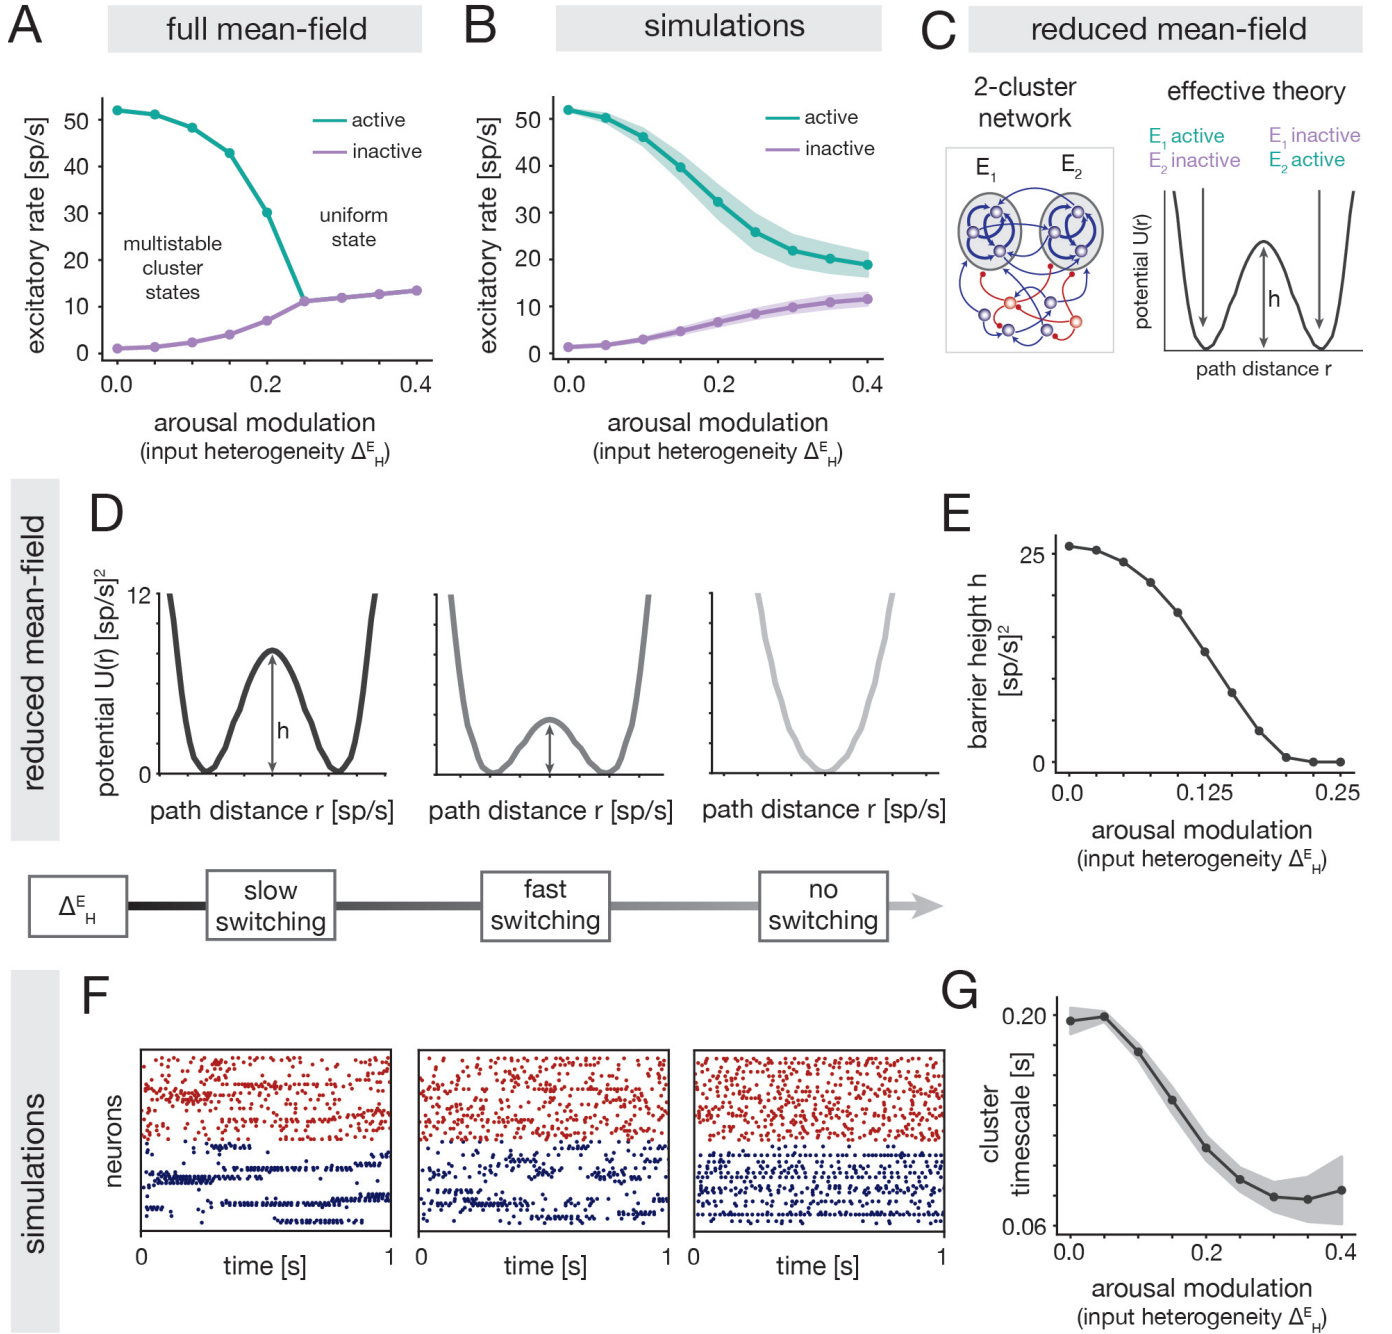 A
full mean-field
excitatory rate [sp/s]
50
40
30
20
10
0
active
inactive
multistable
cluster
states
uniform
state
0.0
0.2
0.4
arousal modulation
(input heterogeneity Δᴱ_H)
B
simulations
excitatory rate [sp/s]
50
40
30
20
10
0
active
inactive
0.0
0.2
0.4
arousal modulation
(input heterogeneity Δᴱ_H)
C
reduced mean-field
2-cluster
network
E₁
E₂
effective theory
E₁ active
E₂ inactive
E₁ inactive
E₂ active
potential U(r)
h
path distance r
reduced mean-field
D
potential U(r) [sp/s]²
12
0
h
path distance r [sp/s]
path distance r [sp/s]
path distance r [sp/s]
E
barrier height h
[sp/s]²
25
0
0.0
0.125
0.25
arousal modulation
(input heterogeneity Δᴱ_H)
Δᴱ_H
slow
switching
fast
switching
no
switching
simulations
F
neurons
0
1
time [s]
0
1
time [s]
0
1
time [s]
G
cluster
timescale [s]
0.20
0.06
0.0
0.2
0.4
arousal modulation
(input heterogeneity Δᴱ_H)